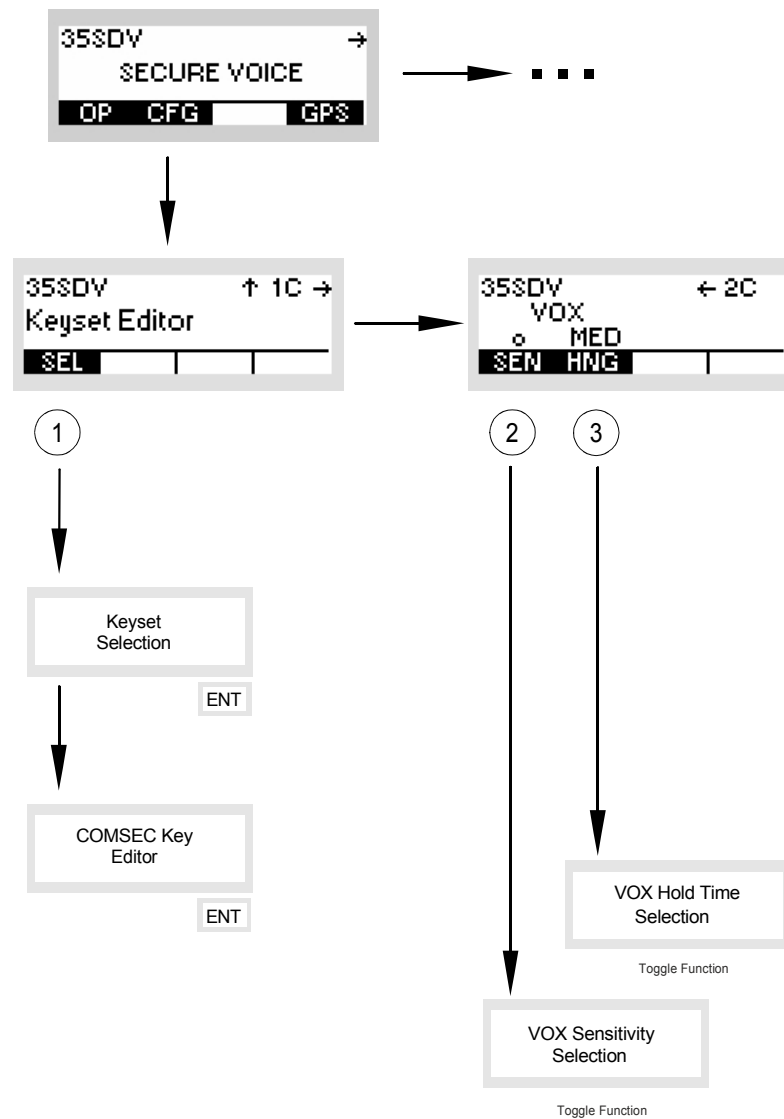 35SDV →
SECURE VOICE
OP CFG GPS
35SDV ↑ 1C →
Keyset Editor
SEL
35SDV ← 2C
VOX
o MED
SEN HNG
1
2
3
Keyset
Selection
ENT
COMSEC Key
Editor
ENT
VOX Hold Time
Selection
Toggle Function
VOX Sensitivity
Selection
Toggle Function